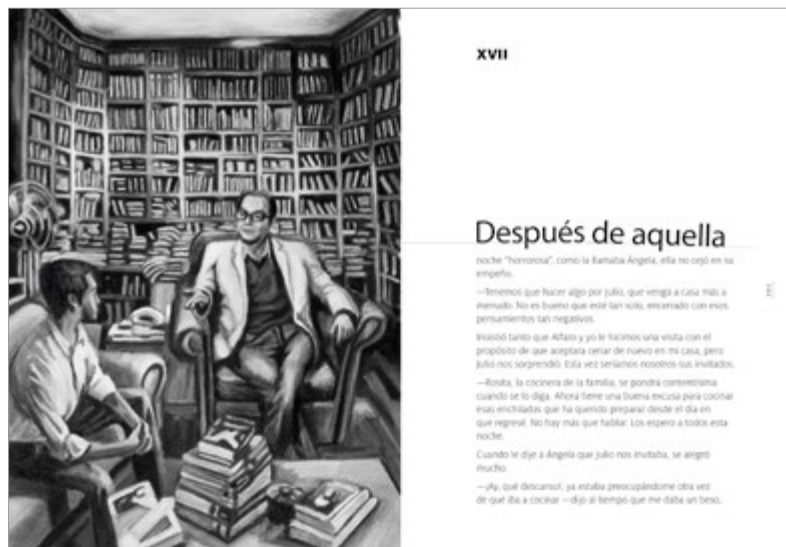 XVII
Después de aquella
noche "horrorosa", como la llamaba Ángela, ella no cejó en su
empeño.
—Tenemos que hacer algo por Julio, que venga a casa más a
menudo. No es bueno que esté tan solo, encerrado con esos
pensamientos tan negativos.
Insistió tanto que Alfaro y yo le hicimos una visita con el
propósito de que aceptara cenar de nuevo en mi casa, pero
Julio nos sorprendió. Esta vez seríamos nosotros sus invitados.
—Rosita, la cocinera de la familia, se pondrá contentísima
cuando se lo diga. Ahora tiene una buena excusa para cocinar
esas enchiladas que ha querido preparar desde el día en
que regresé. No hay más que hablar. Los espero a todos esta
noche.
Cuando le dije a Ángela que Julio nos invitaba, se alegró
mucho.
—¡Ay, qué descanso!, ya estaba preocupándome otra vez
de qué iba a cocinar —dijo al tiempo que me daba un beso.